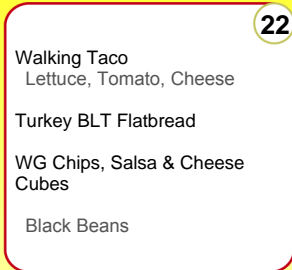 22
Walking Taco
Lettuce, Tomato, Cheese
Turkey BLT Flatbread
WG Chips, Salsa & Cheese
Cubes
Black Beans